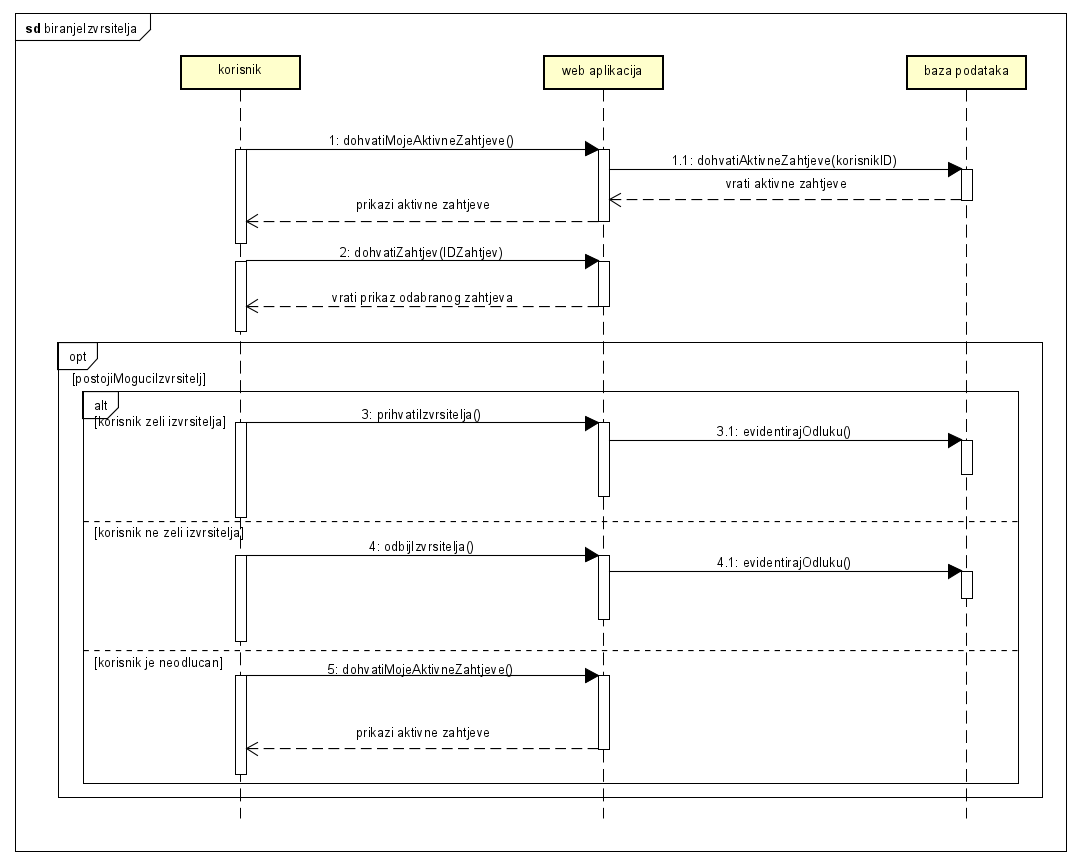 sd biranjeIzvrsitelja
korisnik
web aplikacija
baza podataka
1: dohvatiMojeAktivneZahtjeve()
1.1: dohvatiAktivneZahtjeve(korisnikID)
vrati aktivne zahtjeve
prikazi aktivne zahtjeve
2: dohvatiZahtjev(IDZahtjev)
vrati prikaz odabranog zahtjeva
opt
[postojiMoguciIzvrsitelj]
alt
[korisnik zeli izvrsitelja]
3: prihvatiIzvrsitelja()
3.1: evidentirajOdluku()
[korisnik ne zeli izvrsitelja]
4: odbijIzvrsitelja()
4.1: evidentirajOdluku()
[korisnik je neodlucan]
5: dohvatiMojeAktivneZahtjeve()
prikazi aktivne zahtjeve